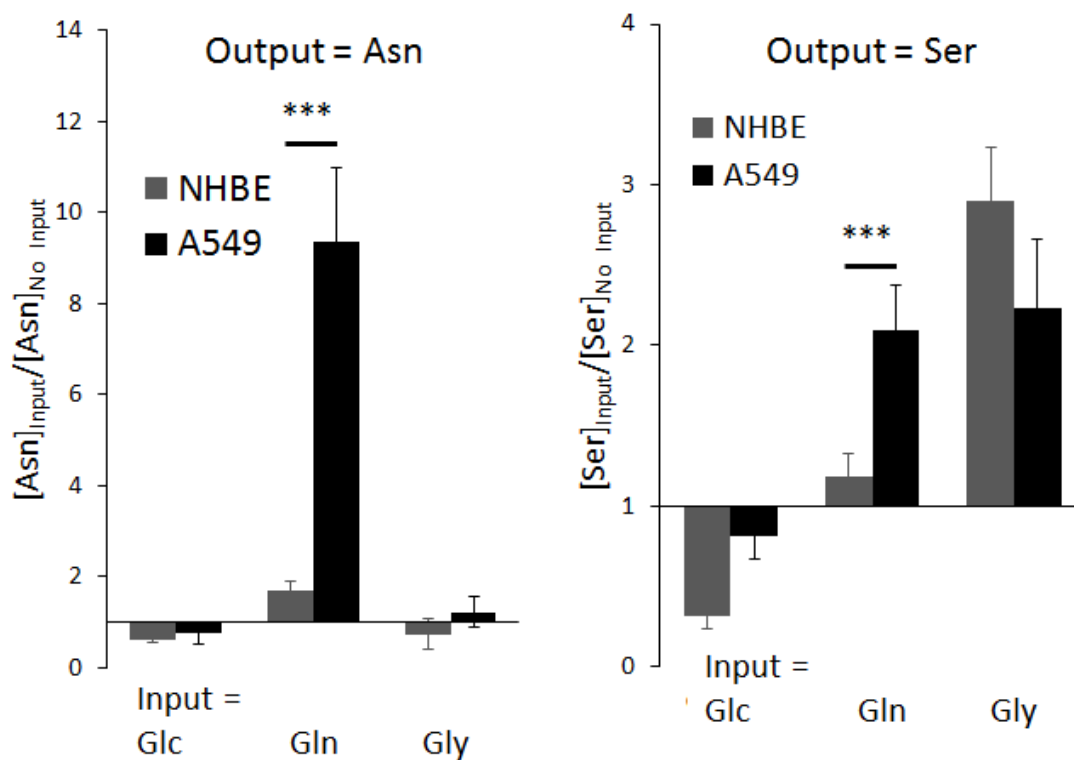 Output = Asn
14
12
10
8
6
4
2
0
[Asn]Input/[Asn]No Input
***
NHBE
A549
Input =
Glc
Gln
Gly
Output = Ser
4
3
2
1
0
[Ser]Input/[Ser]No Input
NHBE
A549
***
Input =
Glc
Gln
Gly